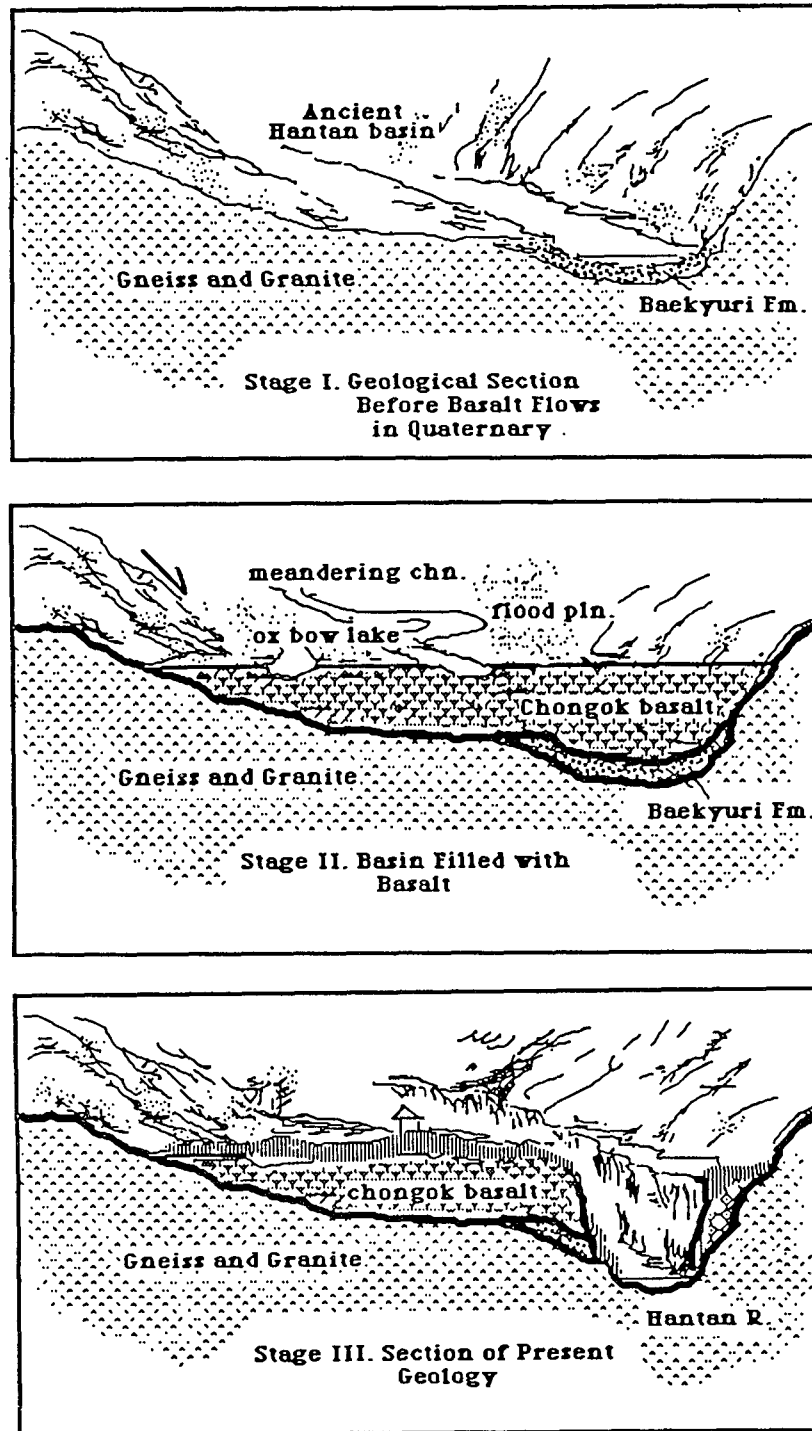 Ancient
Hantan basin
Gneiss and Granite
Baekyuri Fm.
Stage I. Geological Section
Before Basalt Flows
in Quaternary .
meandering chn.
flood pln.
ox bow lake
Chongok basalt
Gneiss and Granite
Baekyuri Fm.
Stage II. Basin Filled with
Basalt
chongok basalt
Gneiss and Granite
Hantan R.
Stage III. Section of Present
Geology